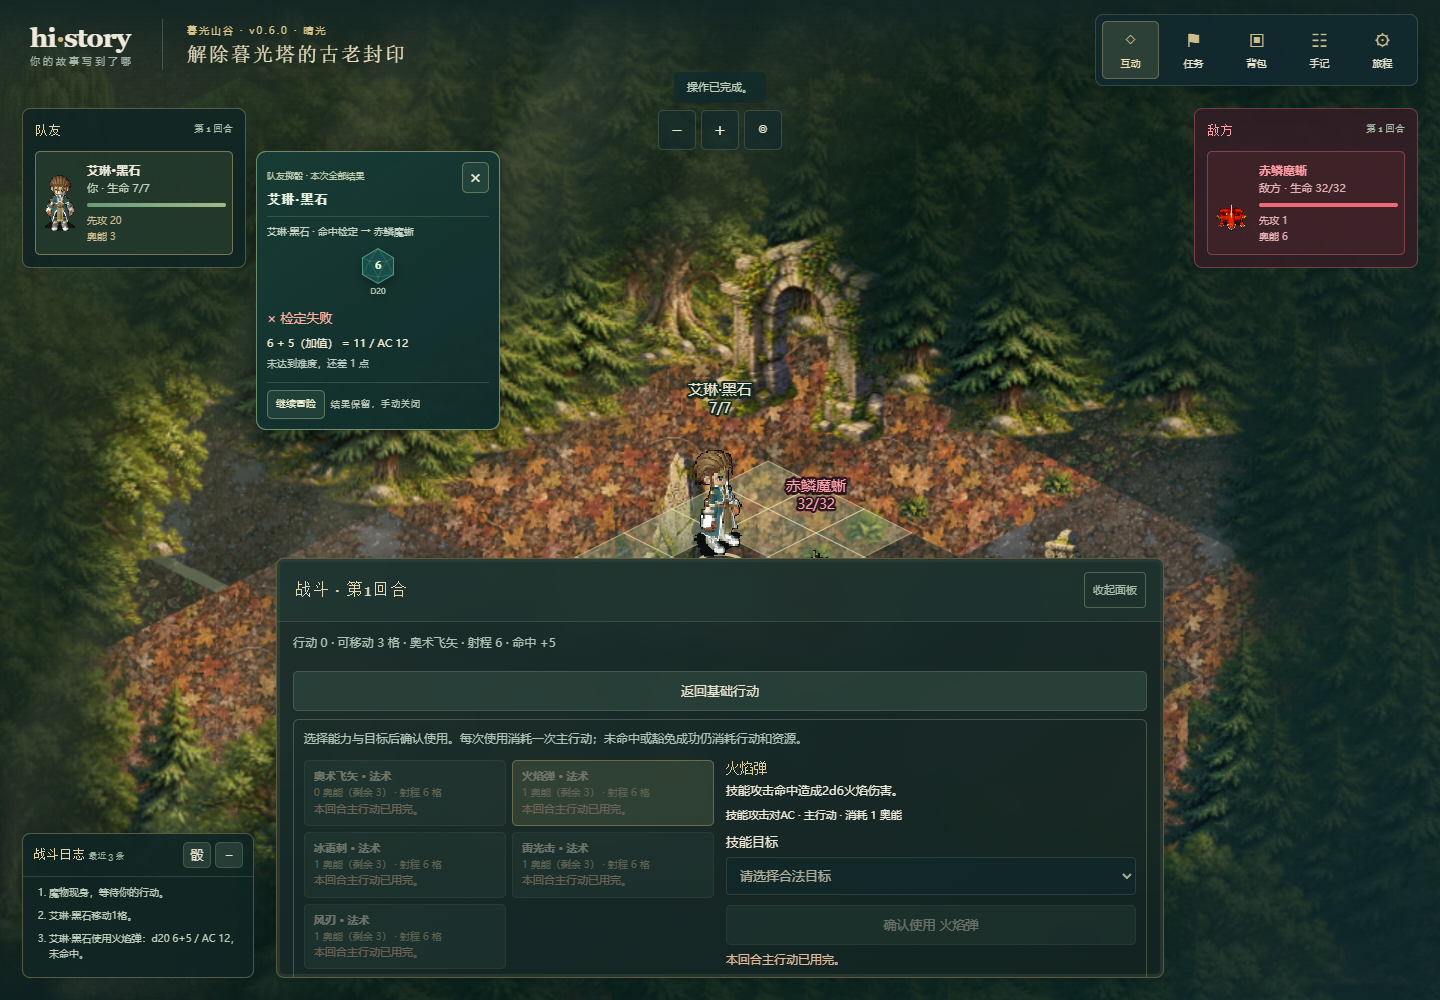 hi·story
你的故事写到了哪
暮光山谷 · v0.6.0 · 晴光
解除暮光塔的古老封印
互动
任务
背包
手记
旅程
操作已完成。
− + ⌾
队友
第1回合
艾琳·黑石
你 · 生命 7/7
先攻 20
奥能 3
队友掷骰 · 本次全部结果
×
艾琳·黑石
艾琳·黑石 · 命中检定 → 赤鳞魔蜥
6
D20
× 检定失败
6 + 5（加值） = 11 / AC 12
未达到难度，还差 1 点
继续冒险
结果保留，手动关闭
敌方
第1回合
赤鳞魔蜥
敌方 · 生命 32/32
先攻 1
奥能 6
艾琳·黑石
7/7
赤鳞魔蜥
32/32
战斗 · 第1回合
收起面板
行动 0 · 可移动 3 格 · 奥术飞矢 · 射程 6 · 命中 +5
返回基础行动
选择能力与目标后确认使用。每次使用消耗一次主行动；未命中或豁免成功仍消耗行动和资源。
奥术飞矢 • 法术
0 奥能（剩余 3） · 射程 6 格
本回合主行动已用完。
火焰弹 • 法术
1 奥能（剩余 3） · 射程 6 格
本回合主行动已用完。
冰霜刺 • 法术
1 奥能（剩余 3） · 射程 6 格
本回合主行动已用完。
雷光击 • 法术
1 奥能（剩余 3） · 射程 6 格
本回合主行动已用完。
风刃 • 法术
1 奥能（剩余 3） · 射程 6 格
本回合主行动已用完。
火焰弹
技能攻击命中造成2d6火焰伤害。
技能攻击对AC · 主行动 · 消耗 1 奥能
技能目标
请选择合法目标
确认使用 火焰弹
本回合主行动已用完。
战斗日志 最近 3 条
骰 −
1. 魔物现身，等待你的行动。
2. 艾琳·黑石移动1格。
3. 艾琳·黑石使用火焰弹：d20 6+5 / AC 12，
未命中。